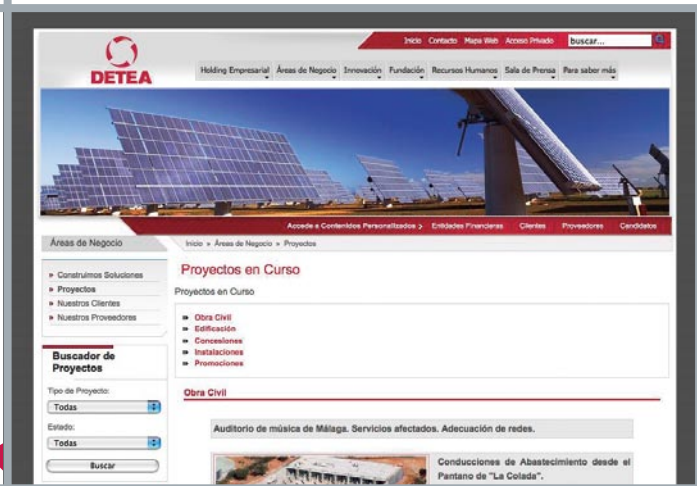 Inicio Contacto Mapa Web Acceso Privado buscar...
DETEA
Holding Empresarial Áreas de Negocio Innovación Fundación Recursos Humanos Sala de Prensa Para saber más
Accede a Contenidos Personalizados > Entidades Financieras Clientes Proveedores Candidatos
Áreas de Negocio
Inicio » Áreas de Negocio » Proyectos
» Construimos Soluciones
» Proyectos
» Nuestros Clientes
» Nuestros Proveedores
Proyectos en Curso
Proyectos en Curso
Obra Civil
Edificación
Concesiones
Instalaciones
Promociones
Buscador de
Proyectos
Tipo de Proyecto:
Todas
Estado:
Todas
Buscar
Obra Civil
Auditorio de música de Málaga. Servicios afectados. Adecuación de redes.
Conducciones de Abastecimiento desde el
Pantano de "La Colada".